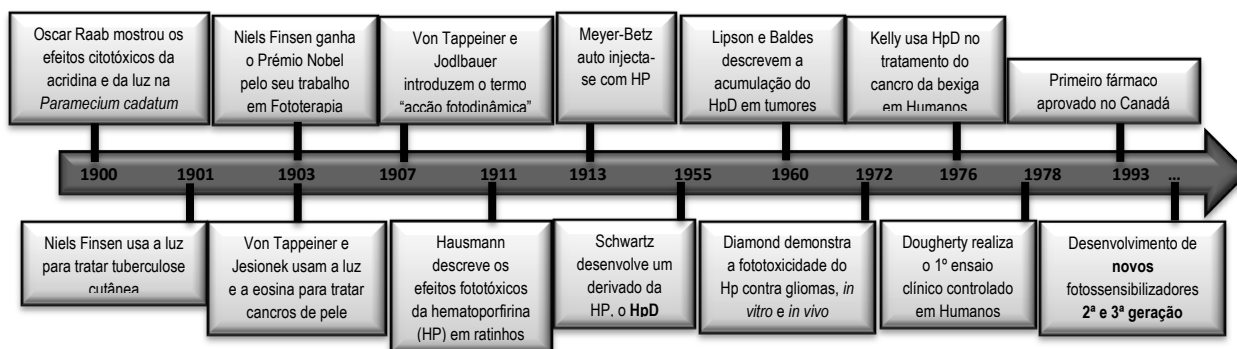 Oscar Raab mostrou os
efeitos citotóxicos da
acridina e da luz na
Paramecium cadatum
Niels Finsen ganha
o Prémio Nobel
pelo seu trabalho
em Fototerapia
Von Tappeiner e
Jodlbauer
introduzem o termo
“acção fotodinâmica”
Meyer-Betz
auto injecta-
se com HP
Lipson e Baldes
descrevem a
acumulação do
HpD em tumores
Kelly usa HpD no
tratamento do
cancro da bexiga
em Humanos
Primeiro fármaco
aprovado no Canadá
1900 1901 1903 1907 1911 1913 1955 1960 1972 1976 1978 1993 ...
Niels Finsen usa a luz
para tratar tuberculose
cutânea
Von Tappeiner e
Jesionek usam a luz
e a eosina para tratar
cancros de pele
Hausmann
descreve os
efeitos fototóxicos
da hematoporfirina
(HP) em ratinhos
Schwartz
desenvolve um
derivado da
HP, o HpD
Diamond demonstra
a fototoxicidade do
Hp contra gliomas, in
vitro e in vivo
Dougherty realiza
o 1º ensaio
clínico controlado
em Humanos
Desenvolvimento de
novos
fotossensibilizadores
2ª e 3ª geração